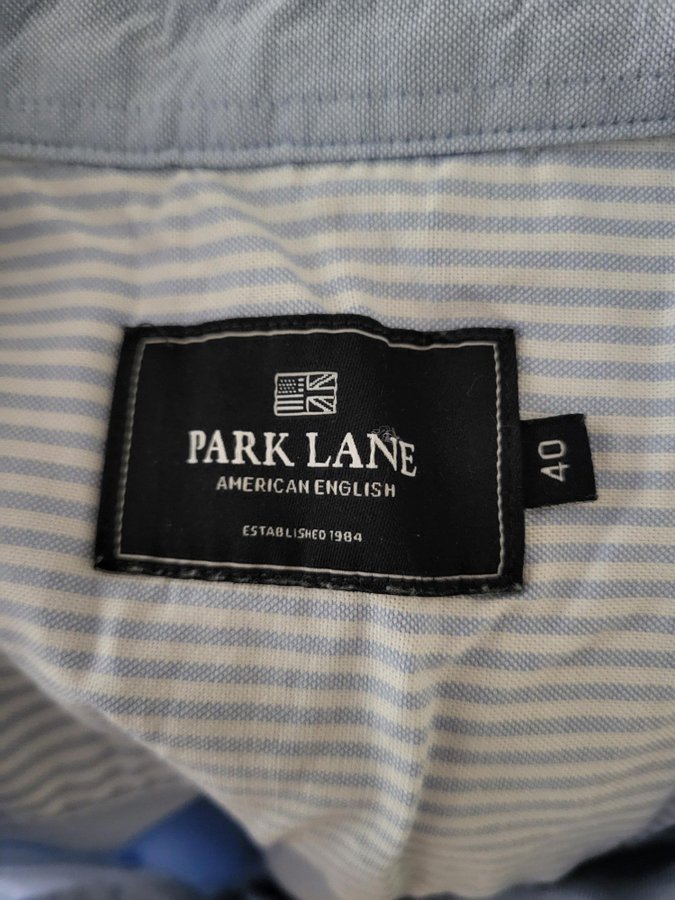 PARK LANE
AMERICAN ENGLISH
ESTABLISHED 1984
40